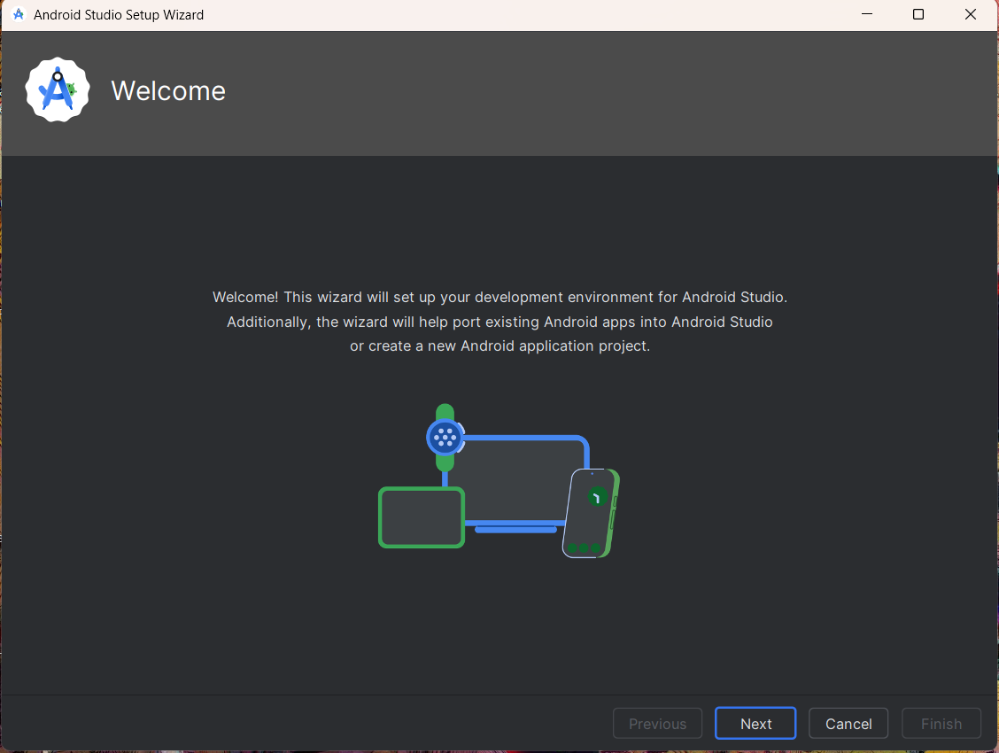 Android Studio Setup Wizard
Welcome
Welcome! This wizard will set up your development environment for Android Studio.
Additionally, the wizard will help port existing Android apps into Android Studio
or create a new Android application project.
Previous
Next
Cancel
Finish